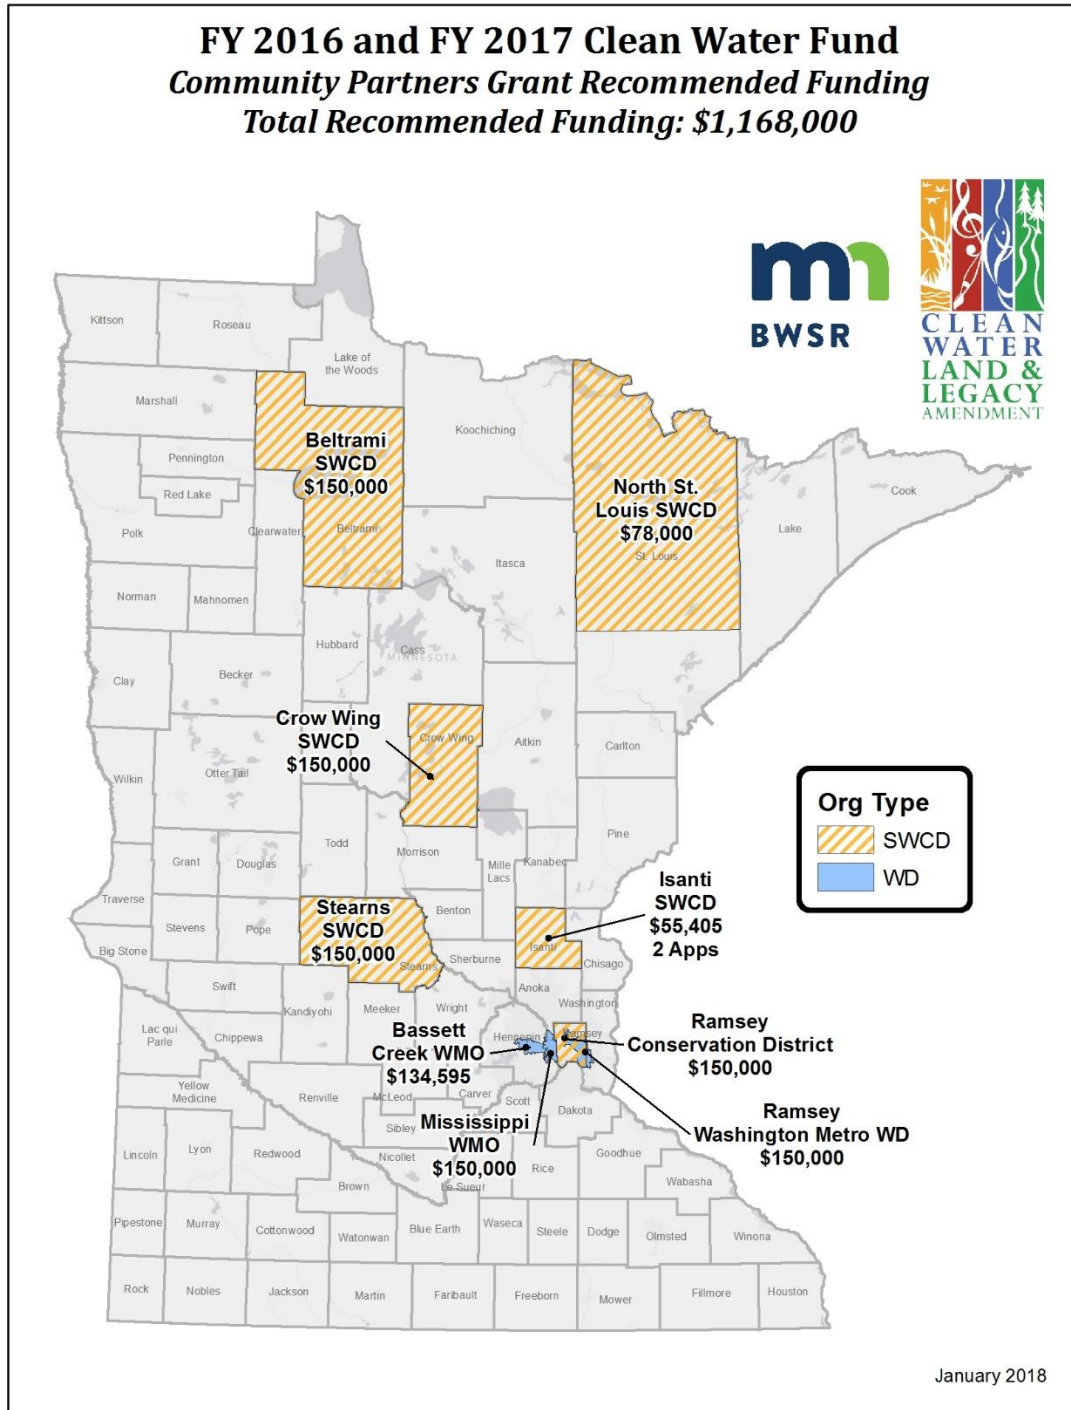 FY 2016 and FY 2017 Clean Water Fund
Community Partners Grant Recommended Funding
Total Recommended Funding: $1,168,000
mn
BWSR
CLEAN
WATER
LAND &
LEGACY
AMENDMENT
Kittson
Roseau
Lake of
the Woods
Marshall
Koochiching
Beltrami
SWCD
$150,000
Pennington
Red Lake
North St.
Louis SWCD
$78,000
Cook
Polk
Clearwater
Beltrami
St. Louis
Lake
Itasca
Norman
Mahnomen
Hubbard
Cass
MINNESOTA
Clay
Becker
Crow Wing
SWCD
$150,000
Crow Wing
Aitkin
Carlton
Wilkin
Otter Tail
Org Type
SWCD
WD
Todd
Morrison
Mille
Lacs
Kanabec
Pine
Grant
Douglas
Isanti
SWCD
$55,405
2 Apps
Traverse
Stevens
Pope
Stearns
SWCD
$150,000
Benton
Isanti
Big Stone
Stearns
Sherburne
Chisago
Swift
Anoka
Kandiyohi
Meeker
Wright
Washington
Lac qui
Parle
Chippewa
Hennepin
Ramsey
Bassett
Creek WMO
$134,595
Ramsey
Conservation District
$150,000
Yellow
Medicine
Renville
McLeod
Carver
Scott
Dakota
Sibley
Mississippi
WMO
$150,000
Ramsey
Washington Metro WD
$150,000
Lincoln
Lyon
Redwood
Nicollet
Le Sueur
Rice
Goodhue
Wabasha
Brown
Pipestone
Murray
Cottonwood
Watonwan
Blue Earth
Waseca
Steele
Dodge
Olmsted
Winona
Rock
Nobles
Jackson
Martin
Faribault
Freeborn
Mower
Fillmore
Houston
January 2018